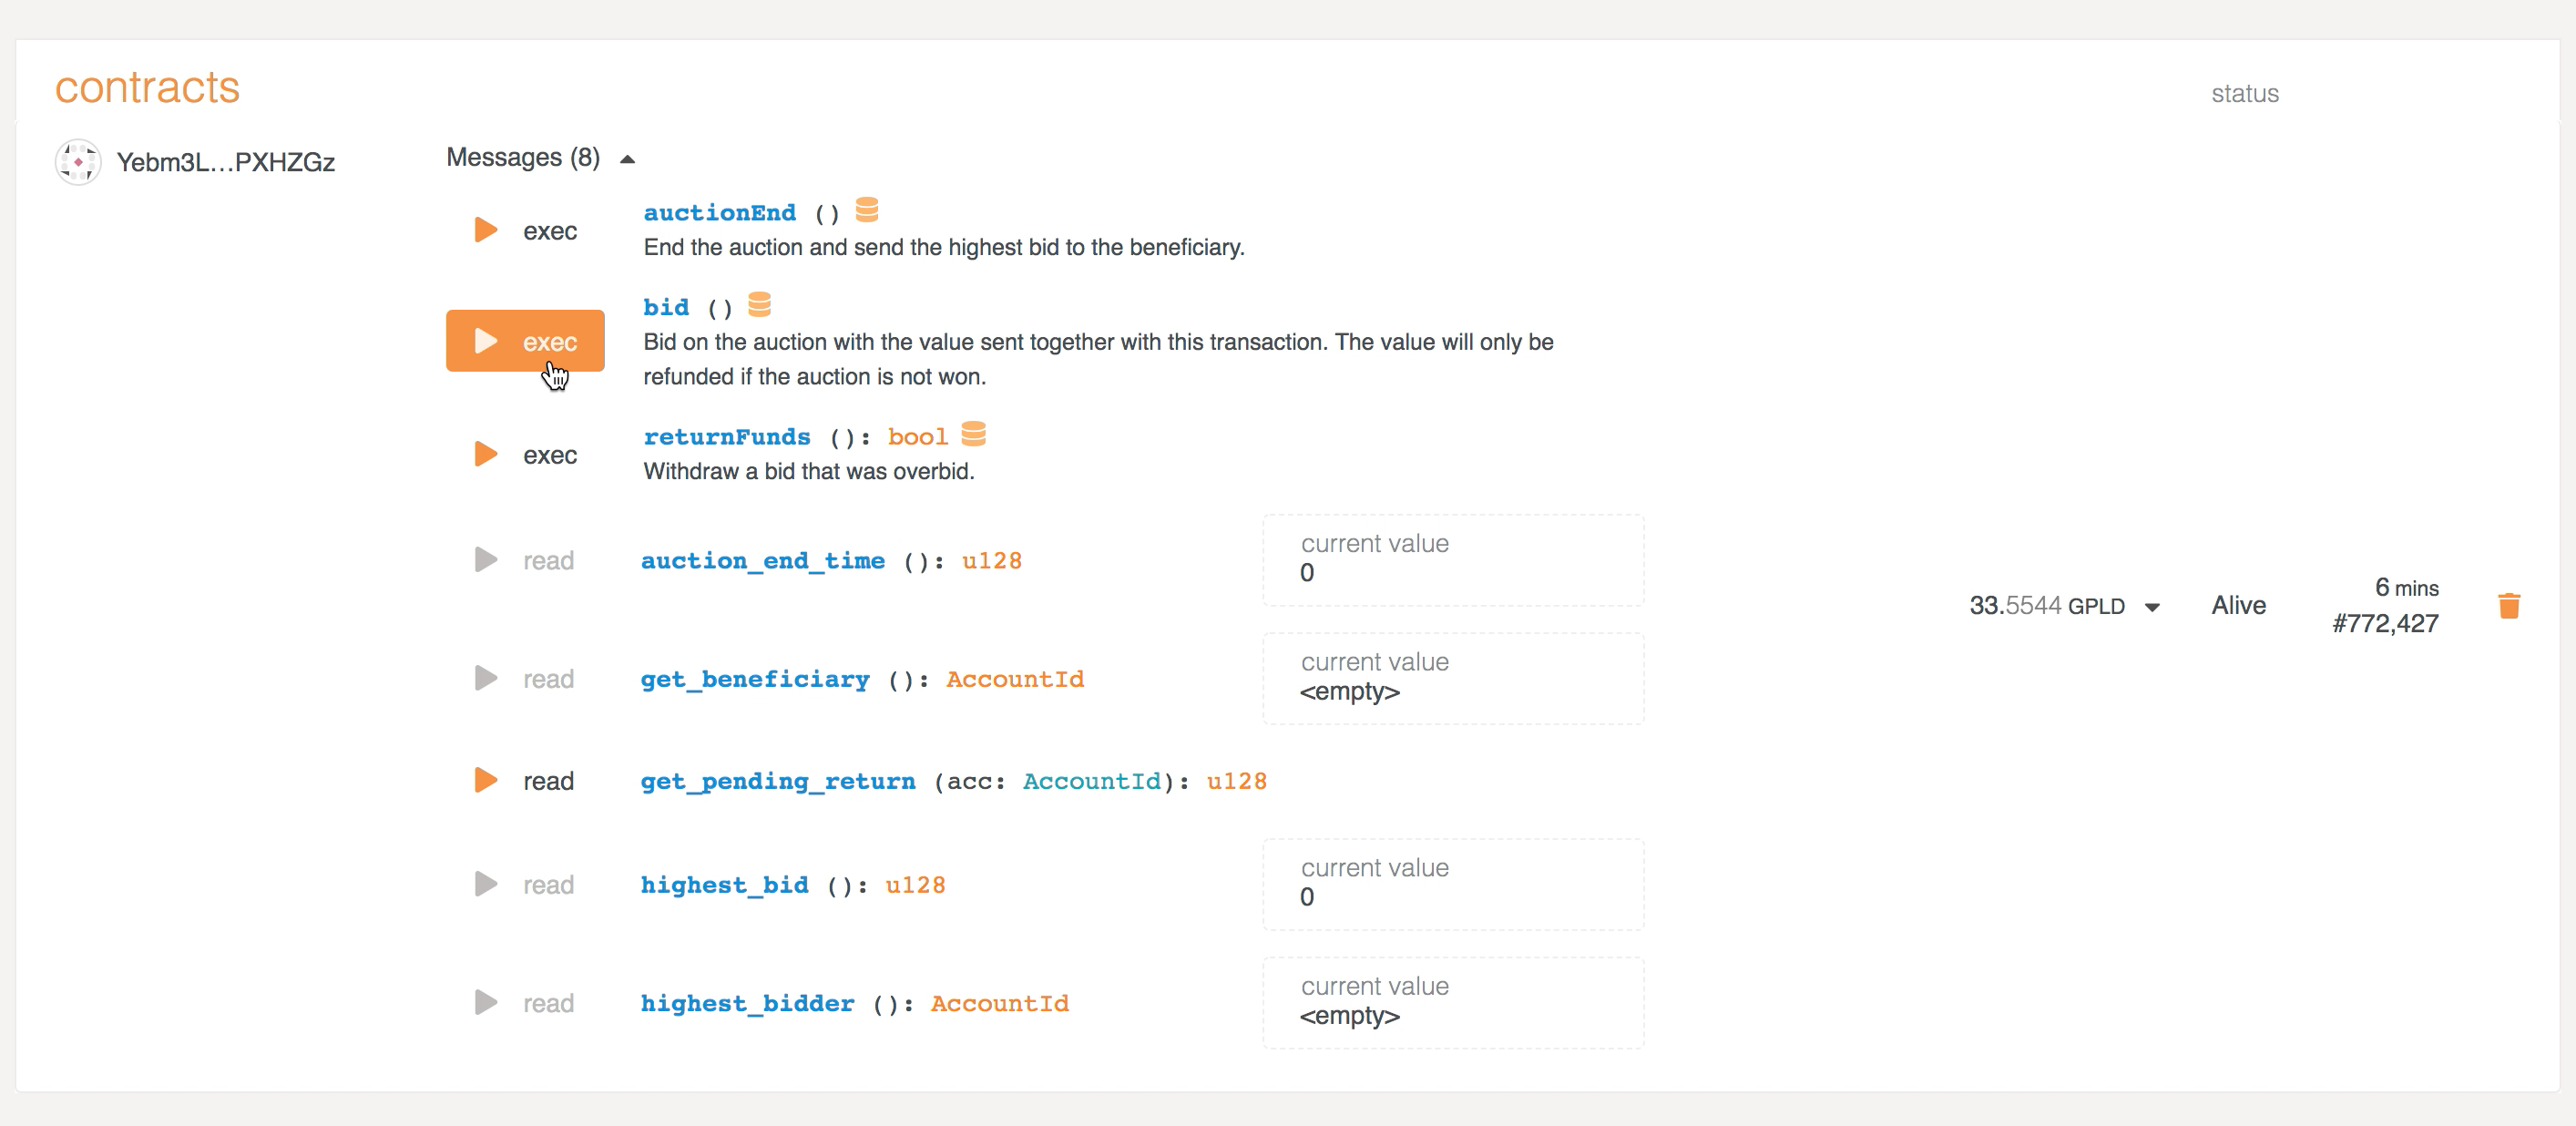 contracts
status
Yebm3L...PXHZGz
Messages (8)
exec
auctionEnd ()
End the auction and send the highest bid to the beneficiary.
exec
bid ()
Bid on the auction with the value sent together with this transaction. The value will only be
refunded if the auction is not won.
exec
returnFunds (): bool
Withdraw a bid that was overbid.
read
auction_end_time (): u128
current value
0
33.5544 GPLD
Alive
6 mins
#772,427
read
get_beneficiary (): AccountId
current value
<empty>
read
get_pending_return (acc: AccountId): u128
read
highest_bid (): u128
current value
0
read
highest_bidder (): AccountId
current value
<empty>